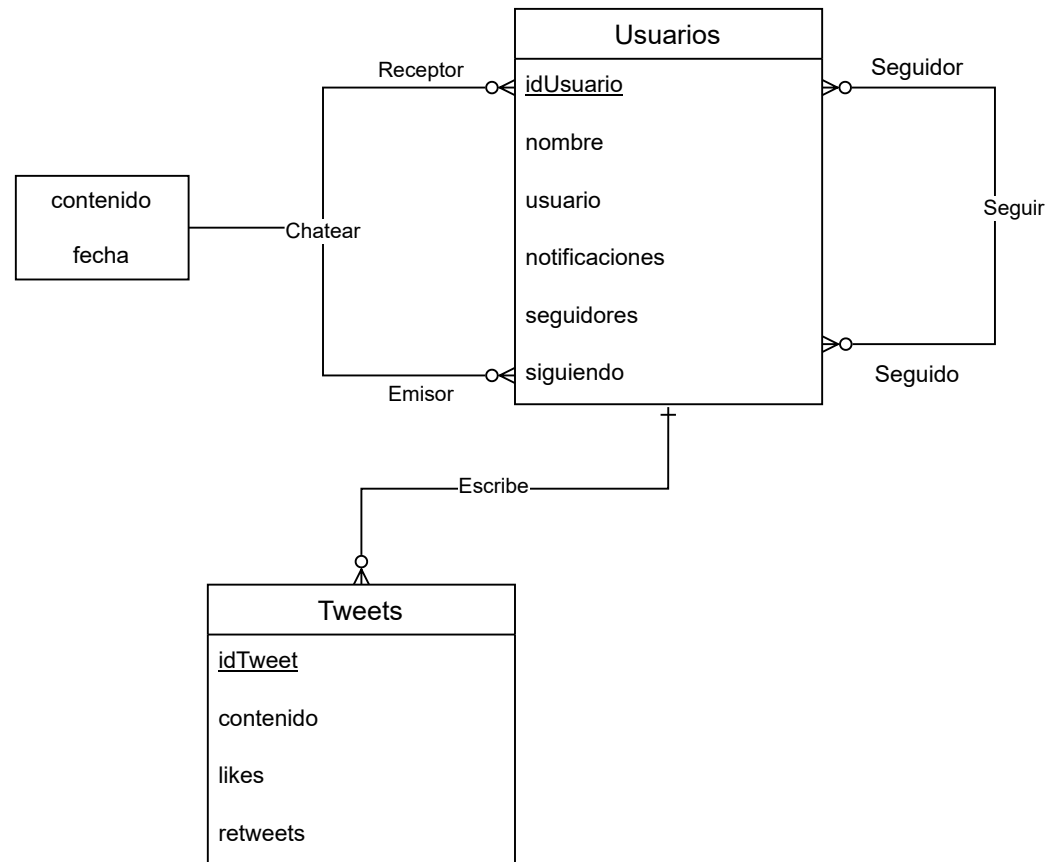 Usuarios
Receptor
Seguidor
idUsuario
nombre
contenido
usuario
Seguir
Chatear
fecha
notificaciones
seguidores
siguiendo
Seguido
Emisor
Escribe
Tweets
idTweet
contenido
likes
retweets